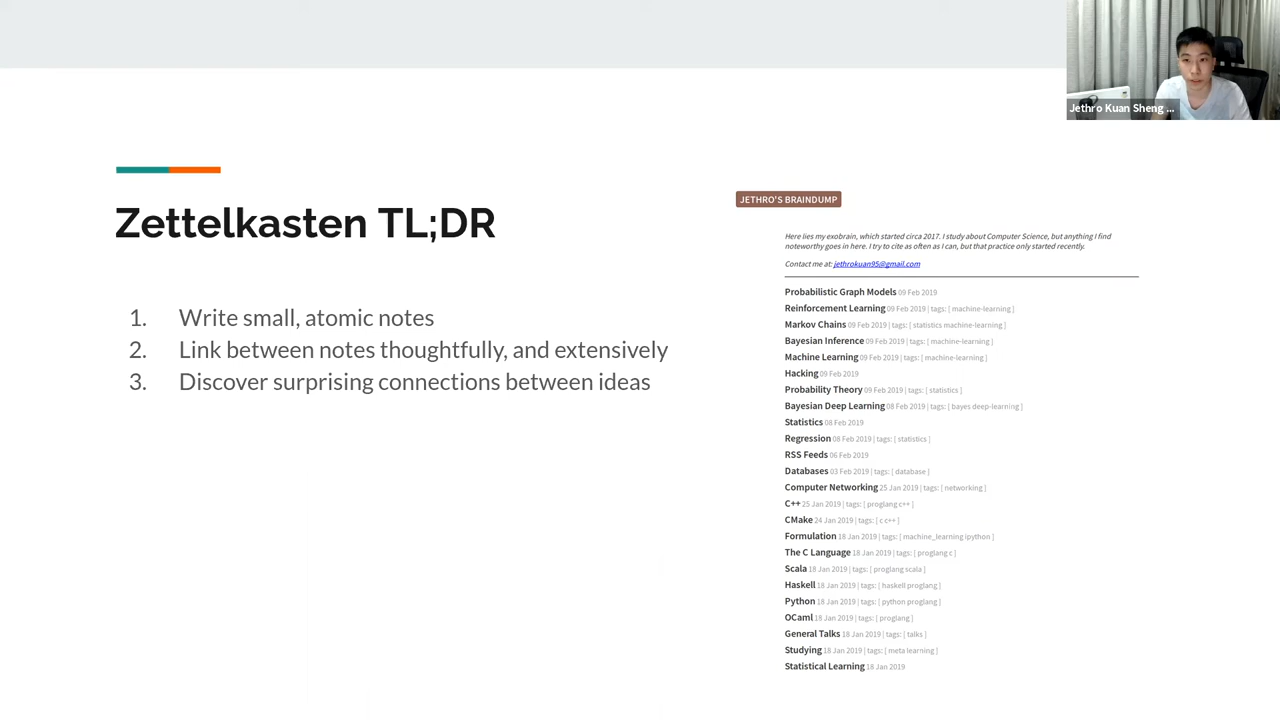 Jethro Kuan Sheng ...
Zettelkasten TL;DR
1. Write small, atomic notes
2. Link between notes thoughtfully, and extensively
3. Discover surprising connections between ideas
JETHRO'S BRAINDUMP
Here lies my exobrain, which started circa 2017. I study about Computer Science, but anything I find
noteworthy goes in here. I try to cite as often as I can, but that practice only started recently.
Contact me at: jethrokuan95@gmail.com
Probabilistic Graph Models 09 Feb 2019
Reinforcement Learning 09 Feb 2019 | tags: [ machine-learning ]
Markov Chains 09 Feb 2019 | tags: [ statistics machine-learning ]
Bayesian Inference 09 Feb 2019 | tags: [ machine-learning ]
Machine Learning 09 Feb 2019 | tags: [ machine-learning ]
Hacking 09 Feb 2019
Probability Theory 09 Feb 2019 | tags: [ statistics ]
Bayesian Deep Learning 08 Feb 2019 | tags: [ bayes deep-learning ]
Statistics 08 Feb 2019
Regression 08 Feb 2019 | tags: [ statistics ]
RSS Feeds 06 Feb 2019
Databases 03 Feb 2019 | tags: [ database ]
Computer Networking 25 Jan 2019 | tags: [ networking ]
C++ 25 Jan 2019 | tags: [ proglang c++ ]
CMake 24 Jan 2019 | tags: [ c c++ ]
Formulation 18 Jan 2019 | tags: [ machine_learning ipython ]
The C Language 18 Jan 2019 | tags: [ proglang c ]
Scala 18 Jan 2019 | tags: [ proglang scala ]
Haskell 18 Jan 2019 | tags: [ haskell proglang ]
Python 18 Jan 2019 | tags: [ python proglang ]
OCaml 18 Jan 2019 | tags: [ proglang ]
General Talks 18 Jan 2019 | tags: [ talks ]
Studying 18 Jan 2019 | tags: [ meta learning ]
Statistical Learning 18 Jan 2019